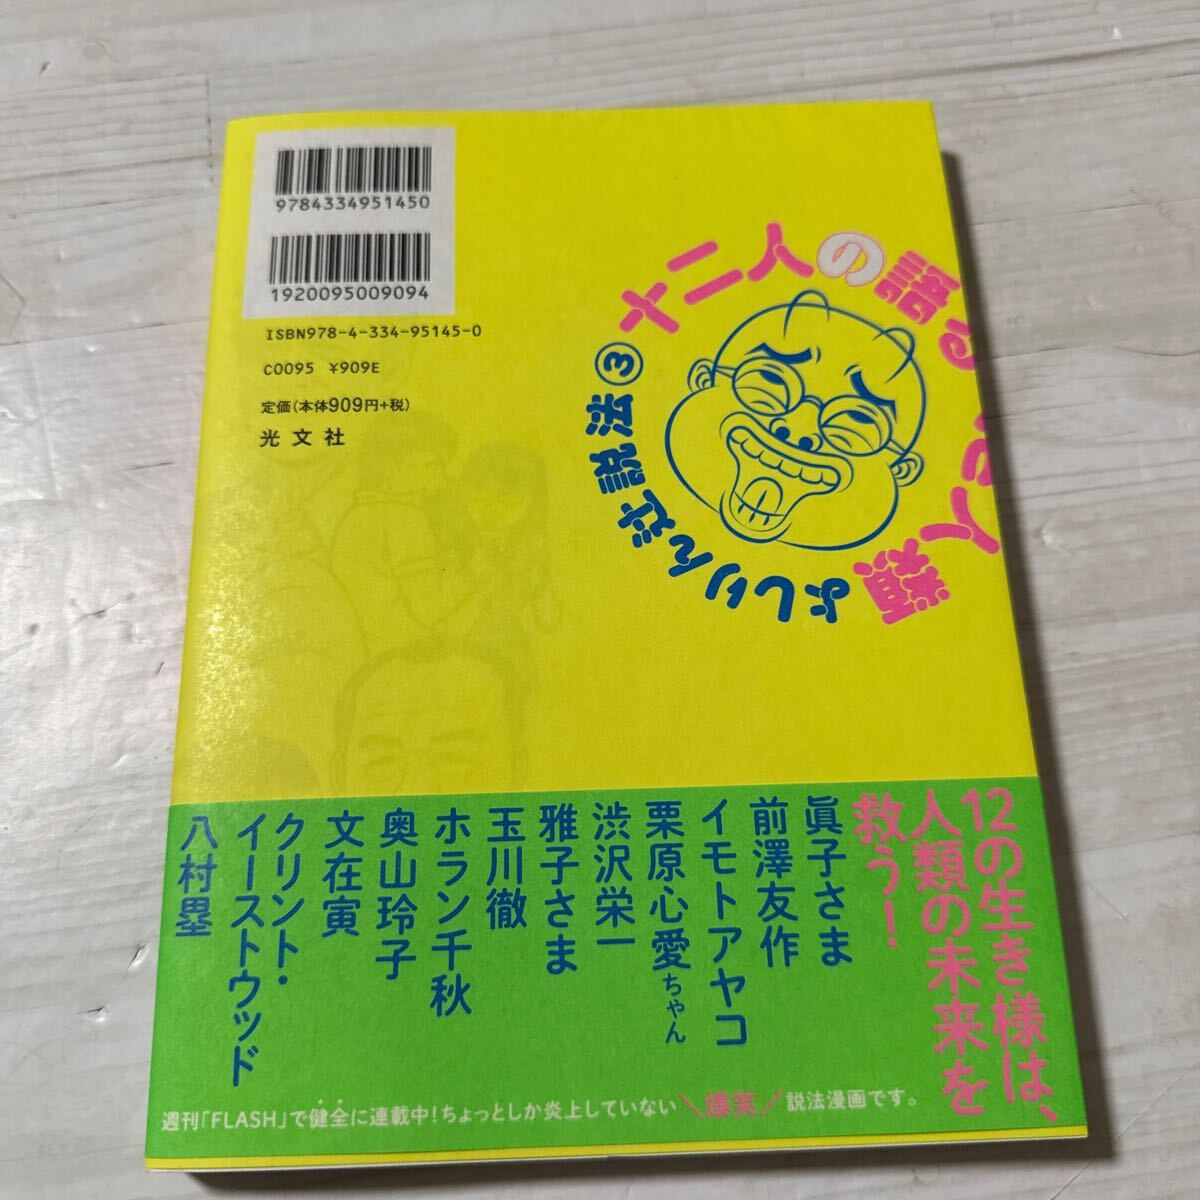 9784334951450
1920095009094
ISBN978-4-334-95145-0
C0095 ¥909E
定価(本体909円+税)
光文社
十二人の語る
人類
よしりん辻説法③
12の生き様は、
人類の未来を
救う!
眞子さま
前澤友作
イモトアヤコ
栗原心愛ちゃん
渋沢栄一
雅子さま
玉川徹
ホラン千秋
奥山玲子
文在寅
クリント・
イーストウッド
八村塁
週刊「FLASH」で健全に連載中!ちょっとしか炎上していない＼爆笑／説法漫画です。